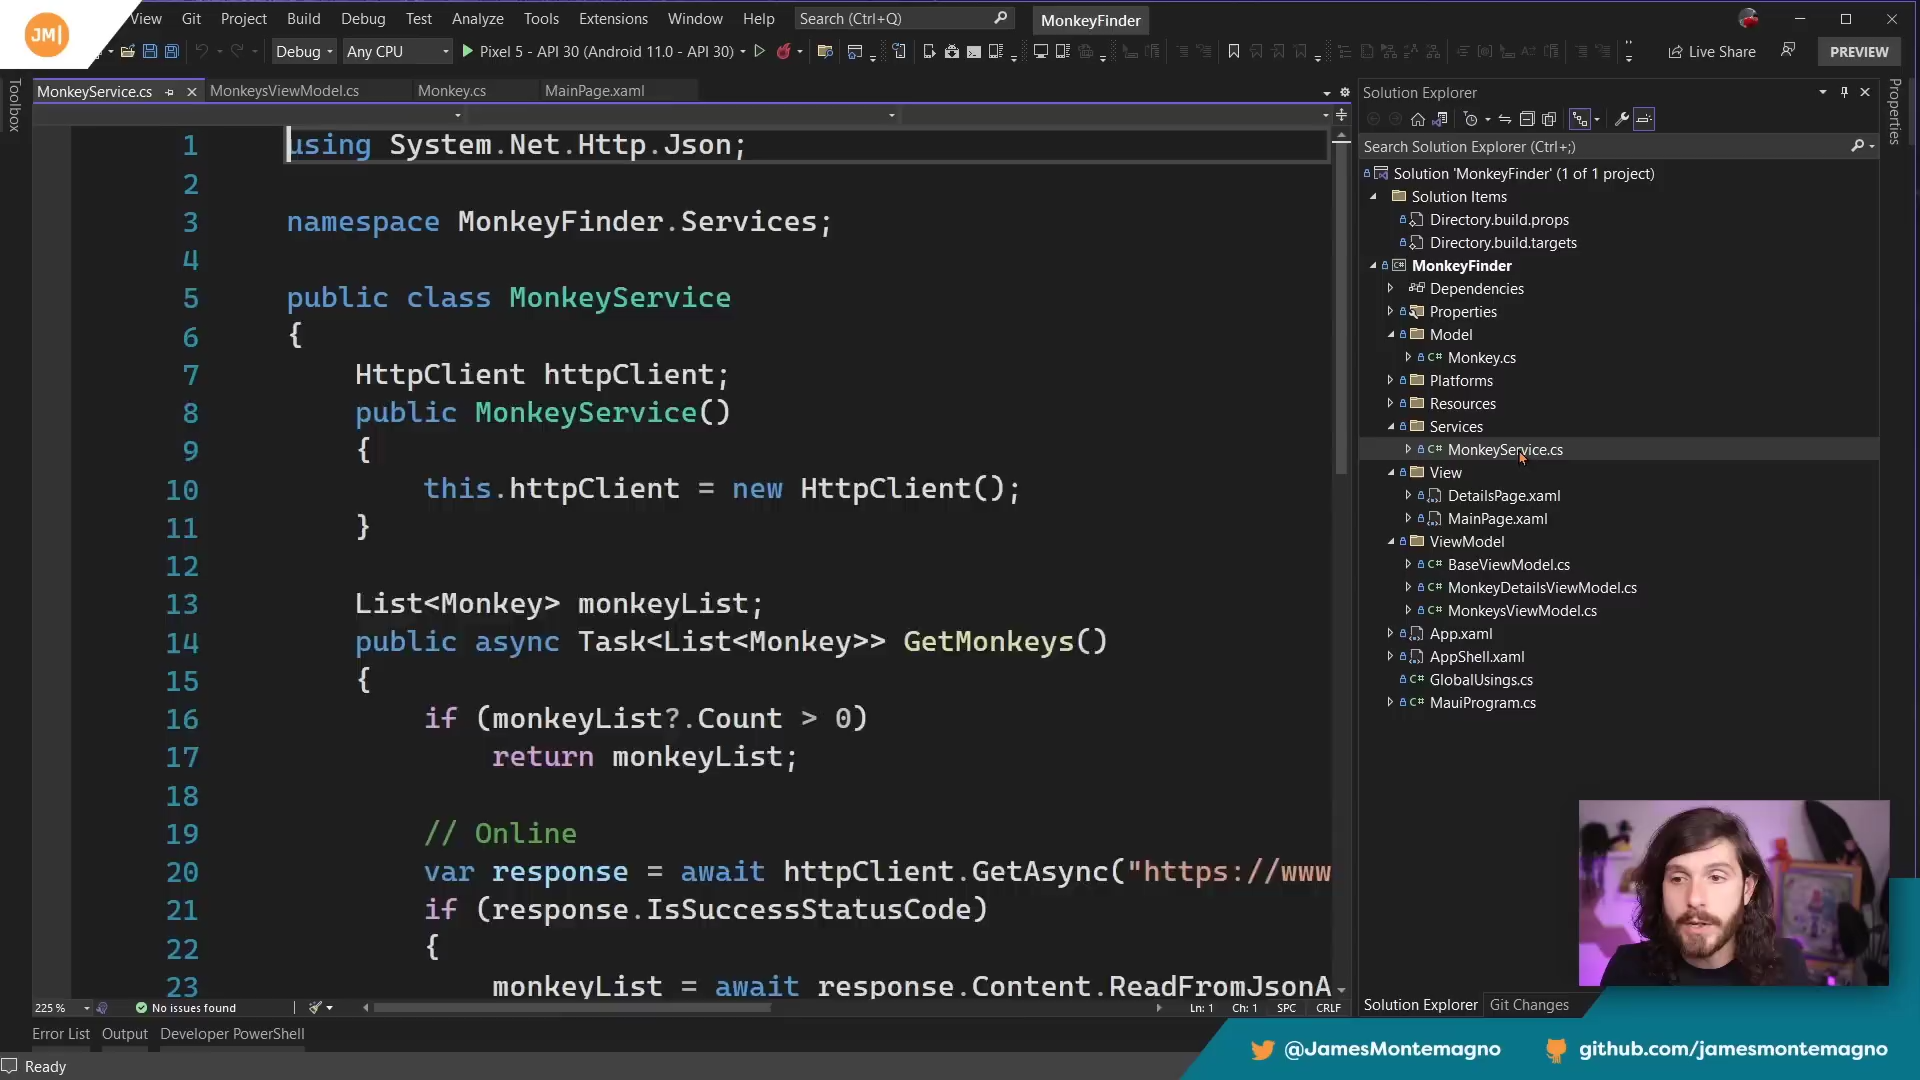 JM|
View Git Project Build Debug Test Analyze Tools Extensions Window Help Search (Ctrl+Q) MonkeyFinder
Debug Any CPU Pixel 5 - API 30 (Android 11.0 - API 30) Live Share PREVIEW
Toolbox
MonkeyService.cs MonkeysViewModel.cs Monkey.cs MainPage.xaml
1 using System.Net.Http.Json;
2
3 namespace MonkeyFinder.Services;
4
5 public class MonkeyService
6 {
7 HttpClient httpClient;
8 public MonkeyService()
9 {
10 this.httpClient = new HttpClient();
11 }
12
13 List<Monkey> monkeyList;
14 public async Task<List<Monkey>> GetMonkeys()
15 {
16 if (monkeyList?.Count > 0)
17 return monkeyList;
18
19 // Online
20 var response = await httpClient.GetAsync("https://www
21 if (response.IsSuccessStatusCode)
22 {
23 monkeyList = await response.Content.ReadFromJsonA
225 % No issues found Ln: 1 Ch: 1 SPC CRLF
Error List Output Developer PowerShell
Ready
Solution Explorer
Search Solution Explorer (Ctrl+;)
Solution 'MonkeyFinder' (1 of 1 project)
Solution Items
Directory.build.props
Directory.build.targets
C# MonkeyFinder
Dependencies
Properties
Model
C# Monkey.cs
Platforms
Resources
Services
C# MonkeyService.cs
View
DetailsPage.xaml
MainPage.xaml
ViewModel
C# BaseViewModel.cs
C# MonkeyDetailsViewModel.cs
C# MonkeysViewModel.cs
App.xaml
AppShell.xaml
C# GlobalUsings.cs
C# MauiProgram.cs
Solution Explorer Git Changes
Properties
@JamesMontemagno github.com/jamesmontemagno